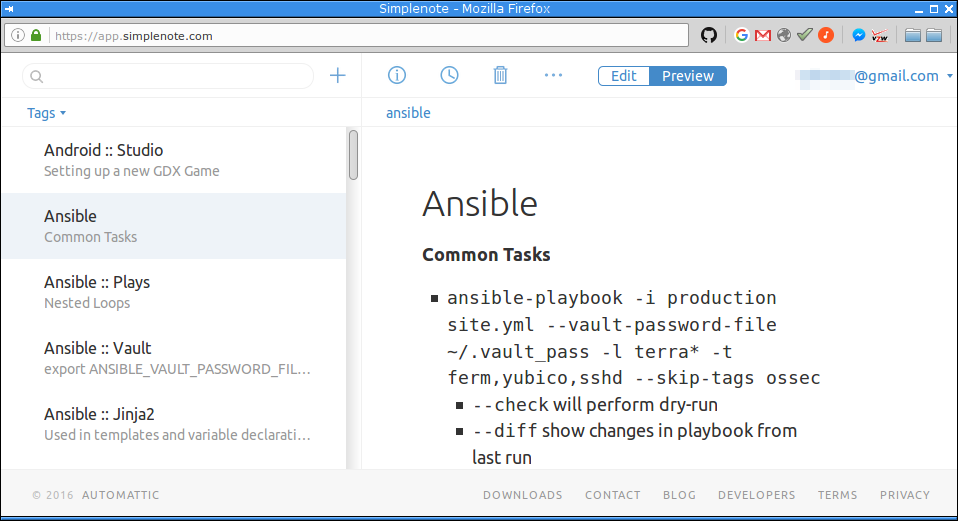 Simplenote - Mozilla Firefox
https://app.simplenote.com
Edit
Preview
@gmail.com
Tags
ansible
Android :: Studio
Setting up a new GDX Game
Ansible
Common Tasks
Ansible :: Plays
Nested Loops
Ansible :: Vault
export ANSIBLE_VAULT_PASSWORD_FIL…
Ansible :: Jinja2
Used in templates and variable declarati…
Ansible
Common Tasks
ansible-playbook -i production
site.yml --vault-password-file
~/.vault_pass -l terra* -t
ferm,yubico,sshd --skip-tags ossec
--check will perform dry-run
--diff show changes in playbook from
last run
© 2016 AUTOMATTIC
DOWNLOADS
CONTACT
BLOG
DEVELOPERS
TERMS
PRIVACY